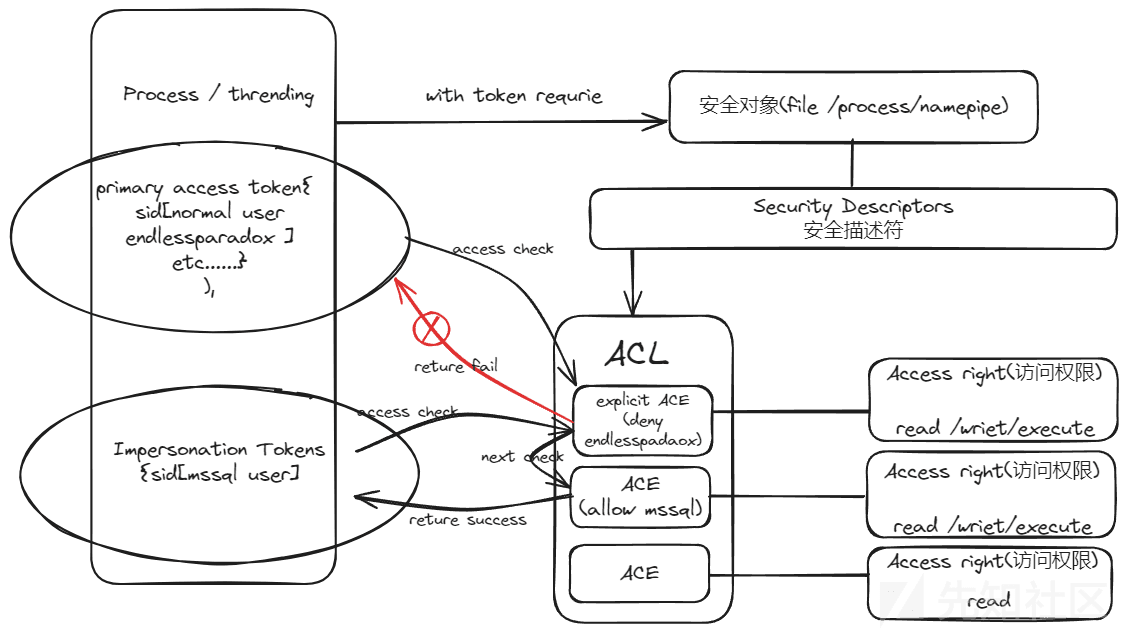 Process / thrending
with token requrie
安全对象(file /process/namepipe)
primary access token{
sid[normal user
endlessparadox ]
etc......}
),
Security Descriptors
安全描述符
access check
reture fail
ACL
explicit ACE
(deny
endlesspadaox)
Access right(访问权限)
read /wriet/execute
access check
Impersonation Tokens
{sid[mssql user]
next check
reture success
ACE
(allow mssql)
Access right(访问权限)
read /wriet/execute
ACE
Access right(访问权限)
read
先知社区